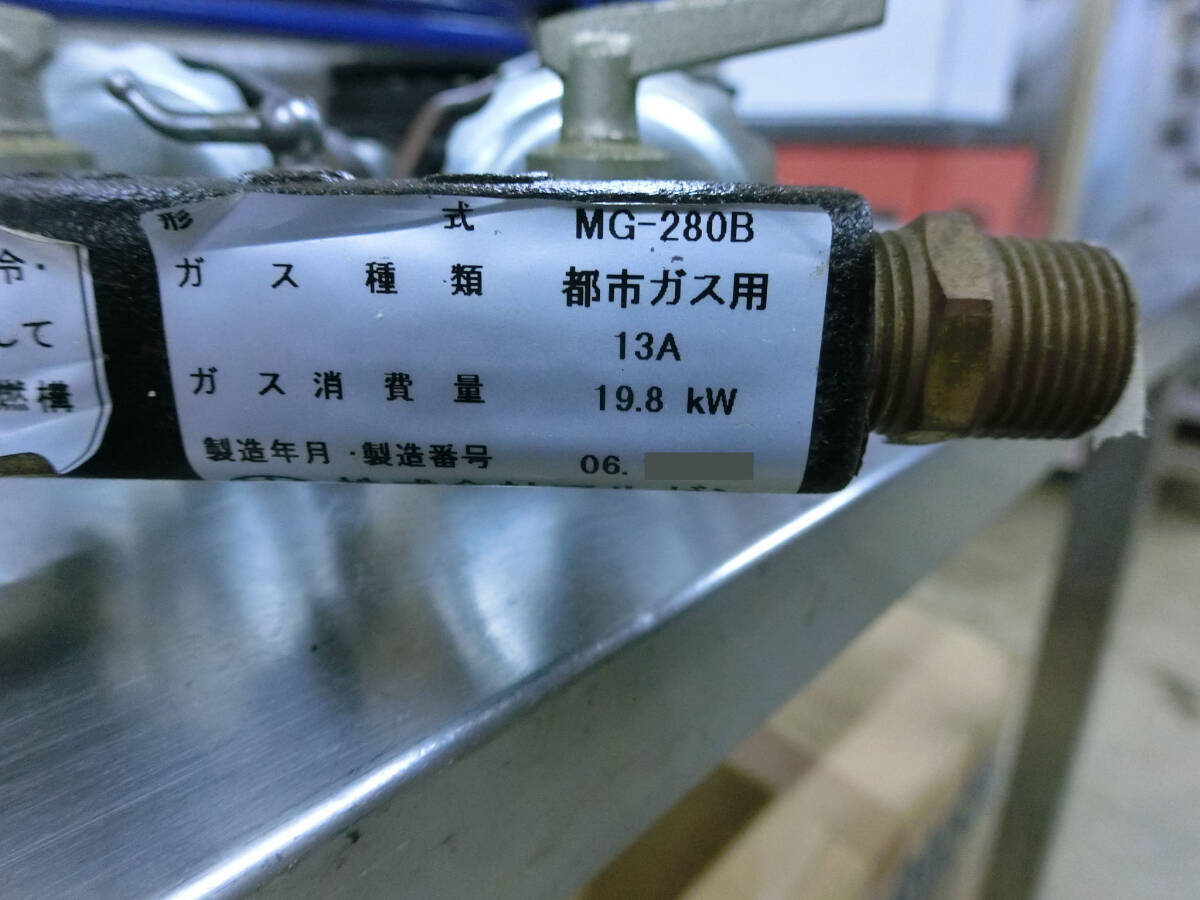 形式 MG-280B
ガス種類 都市ガス用
13A
ガス消費量 19.8 kW
製造年月・製造番号 06.
冷・
して
燃構